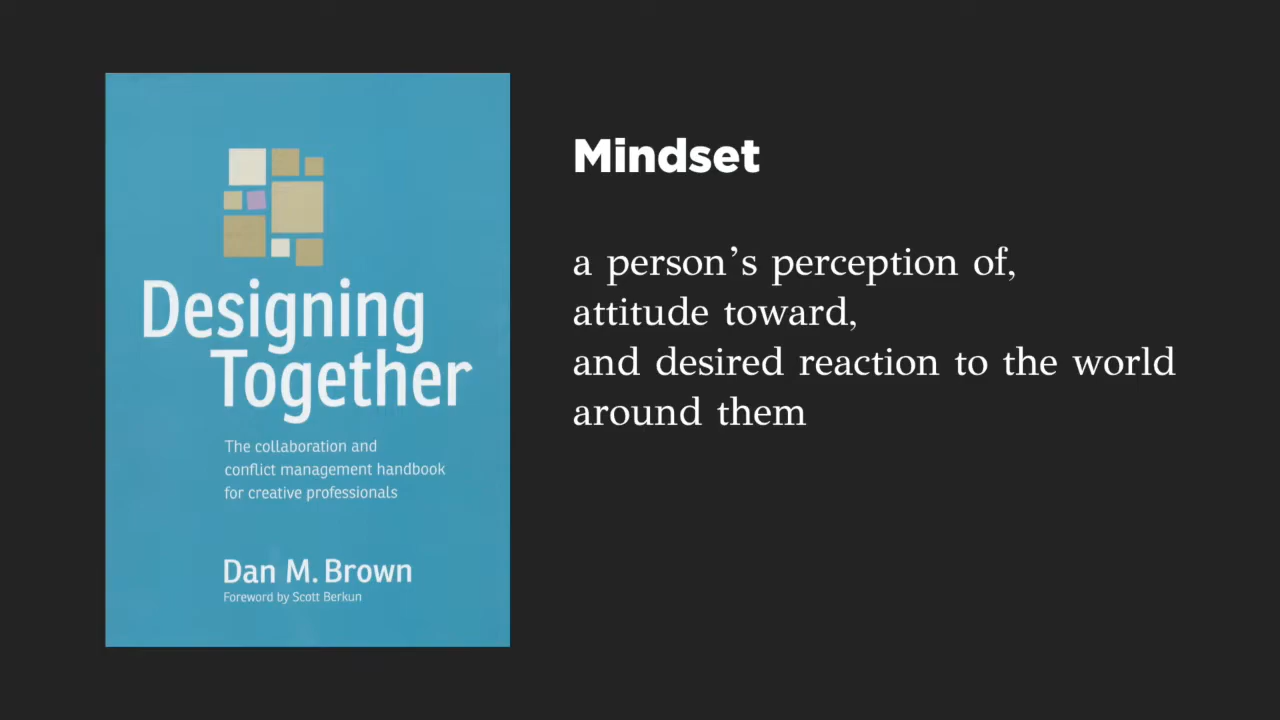 Designing
Together
The collaboration and
conflict management handbook
for creative professionals
Dan M. Brown
Foreword by Scott Berkun
Mindset
a person’s perception of,
attitude toward,
and desired reaction to the world
around them